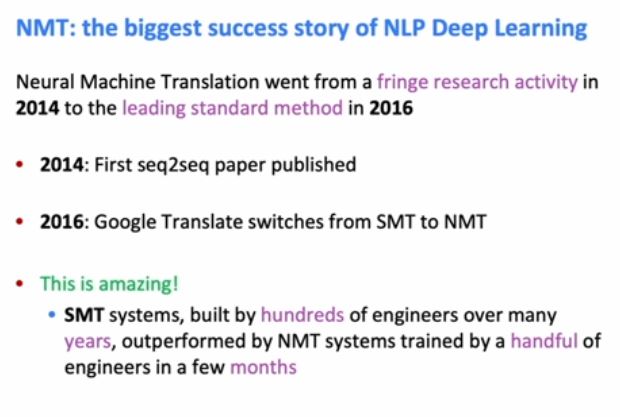 NMT: the biggest success story of NLP Deep Learning
Neural Machine Translation went from a fringe research activity in
2014 to the leading standard method in 2016
• 2014: First seq2seq paper published
• 2016: Google Translate switches from SMT to NMT
• This is amazing!
• SMT systems, built by hundreds of engineers over many
years, outperformed by NMT systems trained by a handful of
engineers in a few months